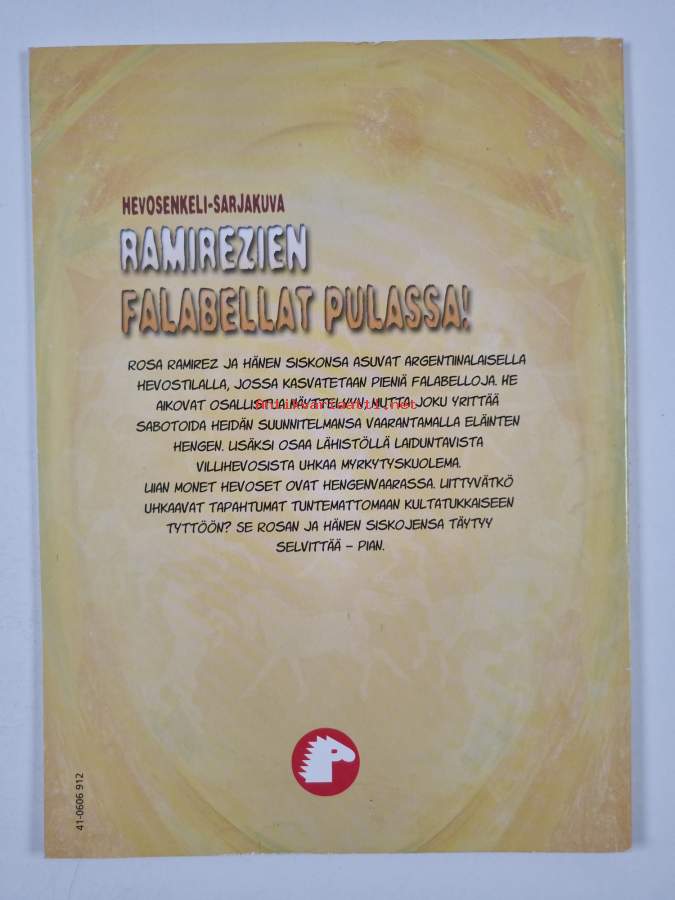 HEVOSENKELI-SARJAKUVA
RAMIREZIEN
FALABELLAT PULASSA!
ROSA RAMIREZ JA HÄNEN SISKONSA ASUVAT ARGENTIINALAISELLA
HEVOSTILALLA, JOSSA KASVATETAAN PIENIÄ FALABELLOJA. HE
AIKOVAT OSALLISTUA NÄYTTELYYN, MUTTA JOKU YRITTÄÄ
Antikvariaatti.net
SABOTOIDA HEIDÄN SUUNNITELMANSA VAARANTAMALLA ELÄINTEN
HENGEN. LISÄKSI OSAA LÄHISTÖLLÄ LAIDUNTAVISTA
VILLIHEVOSISTA UHKAA MYRKYTYSKUOLEMA.
LIIAN MONET HEVOSET OVAT HENGENVAARASSA. LIITTYVÄTKÖ
UHKAAVAT TAPAHTUMAT TUNTEMATTOMAAN KULTATUKKAISEEN
TYTTÖÖN? SE ROSAN JA HÄNEN SISKOJENSA TÄYTYY
SELVITTÄÄ – PIAN.
41-0606 912